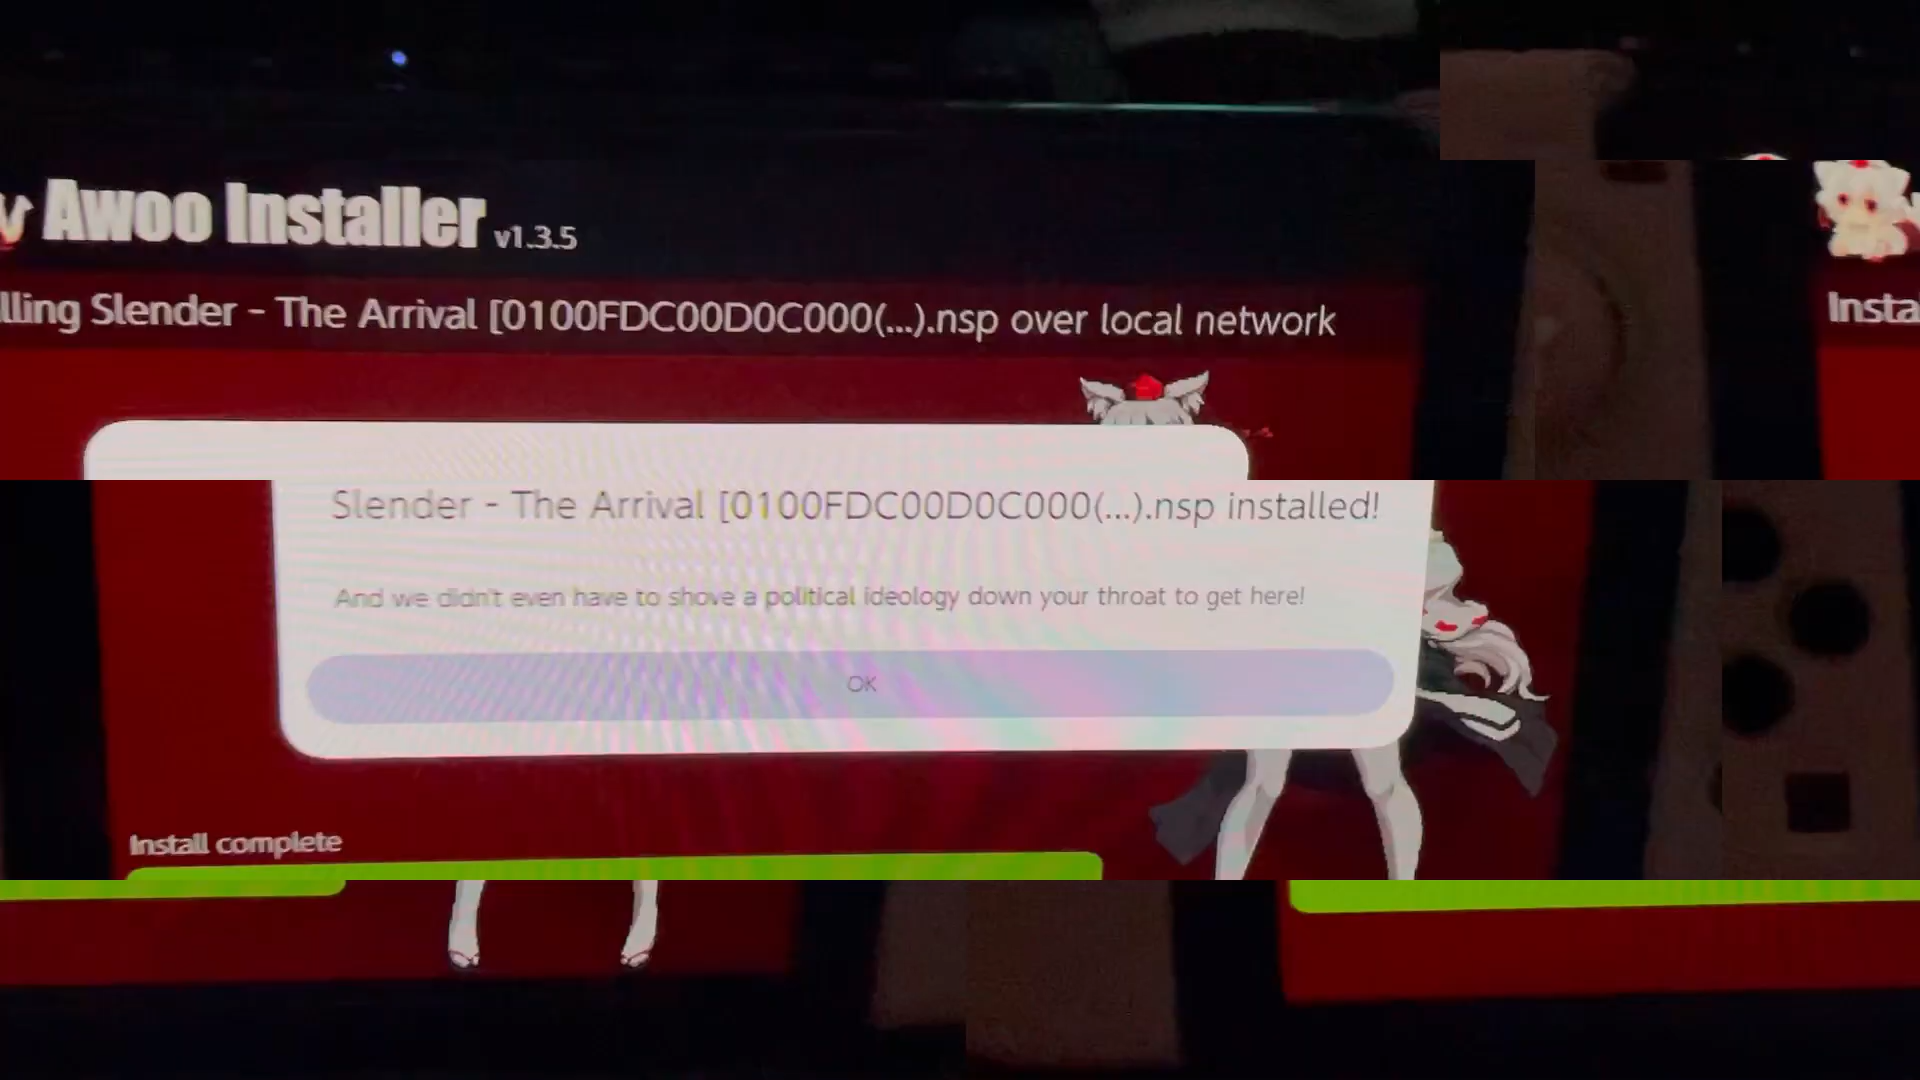 Awoo Installer v1.3.5
lling Slender - The Arrival [0100FDC00D0C000(...).nsp over local network
Insta
Slender - The Arrival [0100FDC00D0C000(...).nsp installed!
And we didn't even have to shove a political ideology down your throat to get here!
OK
Install complete